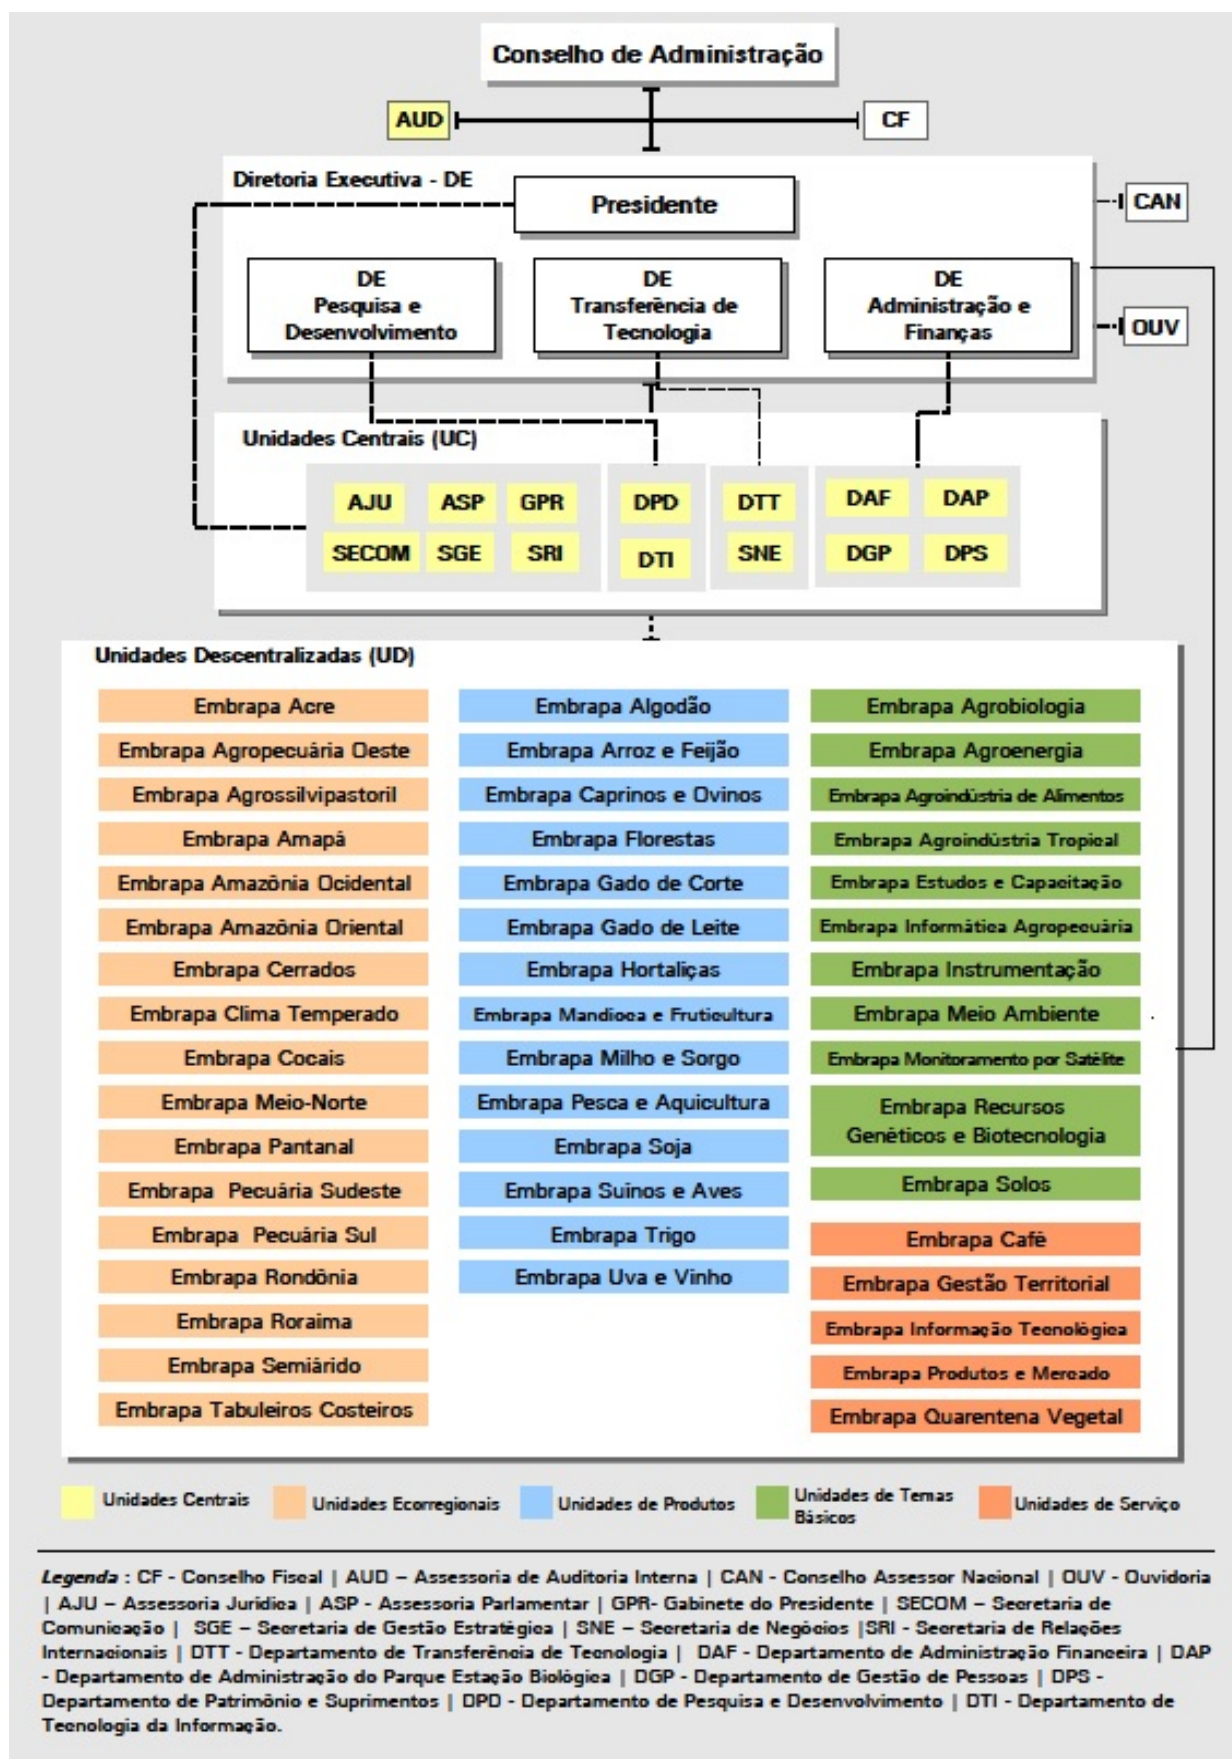 Conselho de Administração
AUD
CF
Diretoria Executiva - DE
Presidente
CAN
DE
Pesquisa e
Desenvolvimento
DE
Transferência de
Tecnologia
DE
Administração e
Finanças
OUV
Unidades Centrais (UC)
AJU
ASP
GPR
SECOM
SGE
SRI
DPD
DTI
DTT
SNE
DAF
DAP
DGP
DPS
Unidades Descentralizadas (UD)
Embrapa Acre
Embrapa Agropecuária Oeste
Embrapa Agrossilvipastoril
Embrapa Amapá
Embrapa Amazônia Ocidental
Embrapa Amazônia Oriental
Embrapa Cerrados
Embrapa Clima Temperado
Embrapa Cocais
Embrapa Meio-Norte
Embrapa Pantanal
Embrapa Pecuária Sudeste
Embrapa Pecuária Sul
Embrapa Rondônia
Embrapa Roraima
Embrapa Semiárido
Embrapa Tabuleiros Costeiros
Embrapa Algodão
Embrapa Arroz e Feijão
Embrapa Caprinos e Ovinos
Embrapa Florestas
Embrapa Gado de Corte
Embrapa Gado de Leite
Embrapa Hortaliças
Embrapa Mandioca e Fruticultura
Embrapa Milho e Sorgo
Embrapa Pesca e Aquicultura
Embrapa Soja
Embrapa Suínos e Aves
Embrapa Trigo
Embrapa Uva e Vinho
Embrapa Agrobiologia
Embrapa Agroenergia
Embrapa Agroindústria de Alimentos
Embrapa Agroindústria Tropical
Embrapa Estudos e Capacitação
Embrapa Informática Agropecuária
Embrapa Instrumentação
Embrapa Meio Ambiente
Embrapa Monitoramento por Satélite
Embrapa Recursos
Genéticos e Biotecnologia
Embrapa Solos
Embrapa Café
Embrapa Gestão Territorial
Embrapa Informação Tecnológica
Embrapa Produtos e Mercado
Embrapa Quarentena Vegetal
Unidades Centrais
Unidades Ecorregionais
Unidades de Produtos
Unidades de Temas
Básicos
Unidades de Serviço
Legenda : CF - Conselho Fiscal | AUD – Assessoria de Auditoria Interna | CAN - Conselho Assessor Nacional | OUV - Ouvidoria
| AJU – Assessoria Jurídica | ASP - Assessoria Parlamentar | GPR- Gabinete do Presidente | SECOM – Secretaria de
Comunicação | SGE – Secretaria de Gestão Estratégica | SNE – Secretaria de Negócios |SRI - Secretaria de Relações
Internacionais | DTT - Departamento de Transferência de Tecnologia | DAF - Departamento de Administração Financeira | DAP
- Departamento de Administração do Parque Estação Biológica | DGP - Departamento de Gestão de Pessoas | DPS -
Departamento de Patrimônio e Suprimentos | DPD - Departamento de Pesquisa e Desenvolvimento | DTI - Departamento de
Tecnologia da Informação.